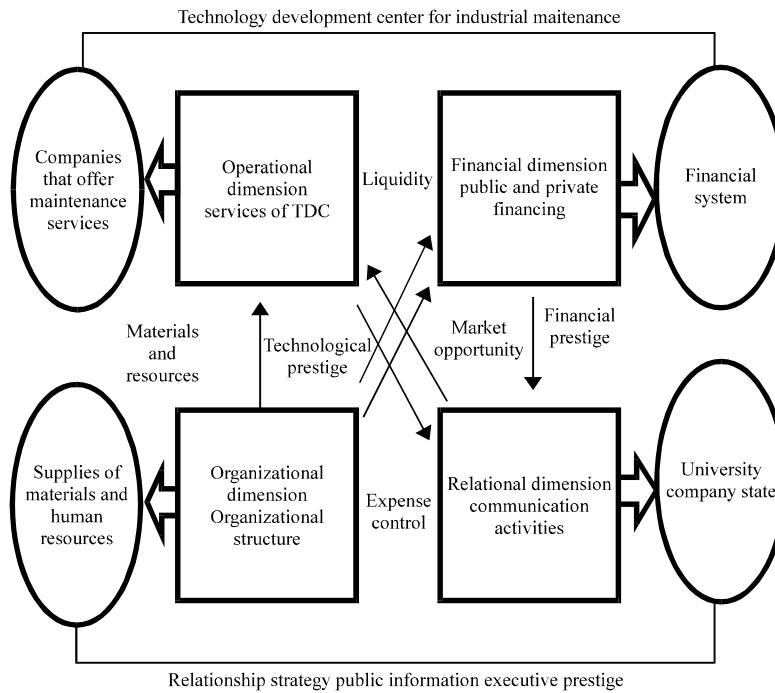 Technology development center for industrial maitenance
Companies
that offer
maintenance
services
Operational
dimension
services of TDC
Liquidity
Financial dimension
public and private
financing
Financial
system
Materials
and
resources
Technological
prestige
Market
opportunity
Financial
prestige
Supplies of
materials and
human
resources
Organizational
dimension
Organizational
structure
Expense
control
Relational dimension
communication
activities
University
company state
Relationship strategy public information executive prestige